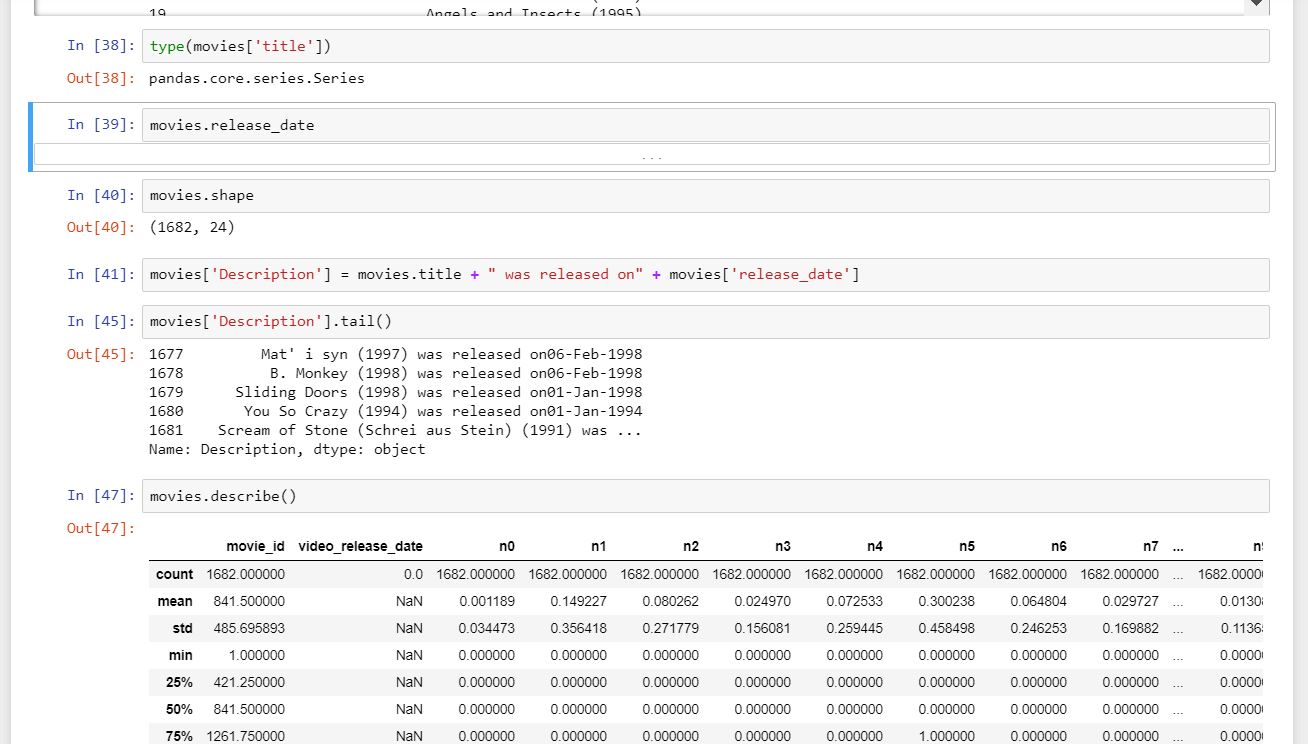 19 Angels and Insects (1995)
In [38]: type(movies['title'])
Out[38]: pandas.core.series.Series
In [39]: movies.release_date
...
In [40]: movies.shape
Out[40]: (1682, 24)
In [41]: movies['Description'] = movies.title + " was released on" + movies['release_date']
In [45]: movies['Description'].tail()
Out[45]: 1677 Mat' i syn (1997) was released on06-Feb-1998
1678 B. Monkey (1998) was released on06-Feb-1998
1679 Sliding Doors (1998) was released on01-Jan-1998
1680 You So Crazy (1994) was released on01-Jan-1994
1681 Scream of Stone (Schrei aus Stein) (1991) was ...
Name: Description, dtype: object
In [47]: movies.describe()
Out[47]:
movie_id video_release_date n0 n1 n2 n3 n4 n5 n6 n7 ...
count 1682.000000 0.0 1682.000000 1682.000000 1682.000000 1682.000000 1682.000000 1682.000000 1682.000000 1682.000000 ... 1682.0000
mean 841.500000 NaN 0.001189 0.149227 0.080262 0.024970 0.072533 0.300238 0.064804 0.029727 ... 0.0130
std 485.695893 NaN 0.034473 0.356418 0.271779 0.156081 0.259445 0.458498 0.246253 0.169882 ... 0.1136
min 1.000000 NaN 0.000000 0.000000 0.000000 0.000000 0.000000 0.000000 0.000000 0.000000 ... 0.0000
25% 421.250000 NaN 0.000000 0.000000 0.000000 0.000000 0.000000 0.000000 0.000000 0.000000 ... 0.0000
50% 841.500000 NaN 0.000000 0.000000 0.000000 0.000000 0.000000 0.000000 0.000000 0.000000 ... 0.0000
75% 1261.750000 NaN 0.000000 0.000000 0.000000 0.000000 0.000000 1.000000 0.000000 0.000000 ... 0.0000